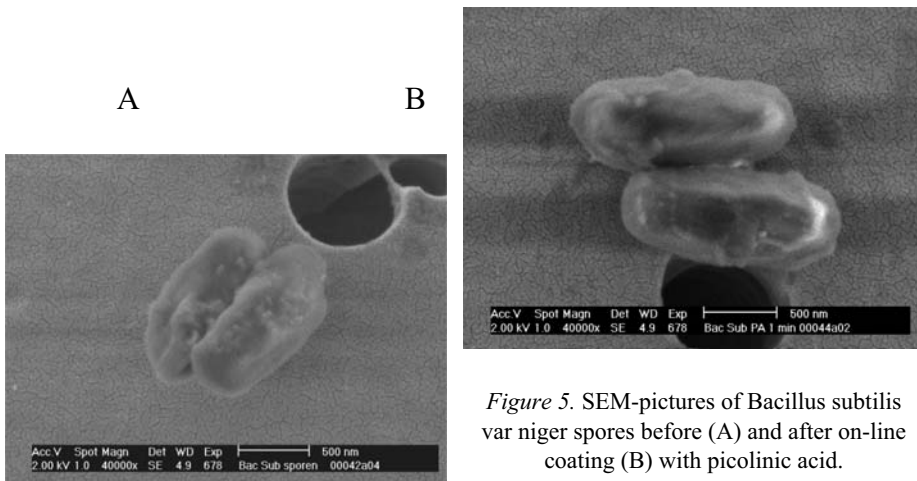 A
B
Acc.V Spot Magn Det WD Exp 500 nm
2.00 kV 1.0 40000x SE 4.9 678 Bac Sub sporen 00042a04
Acc.V Spot Magn Det WD Exp 500 nm
2.00 kV 1.0 40000x SE 4.9 678 Bac Sub PA 1 min 00044a02
Figure 5. SEM-pictures of Bacillus subtilis
var niger spores before (A) and after on-line
coating (B) with picolinic acid.